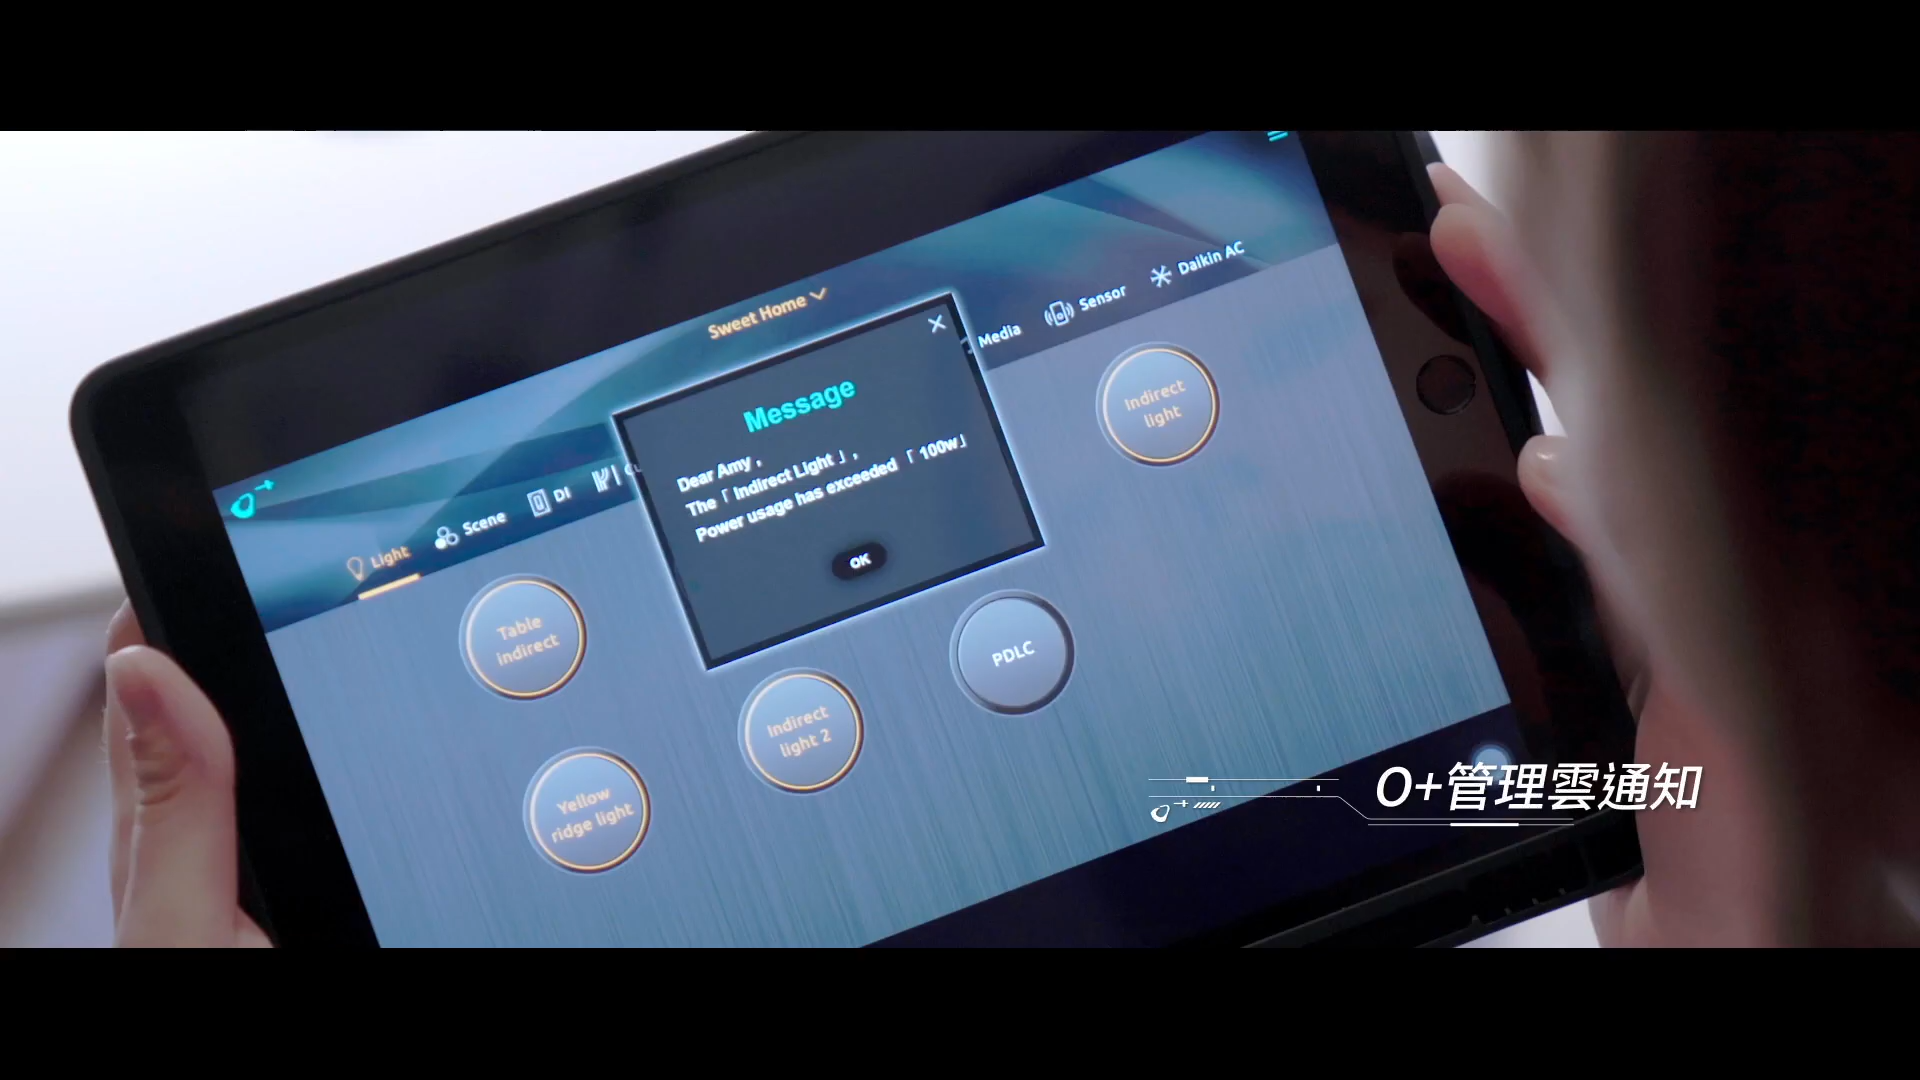 Sweet Home
Light
Scene
DI
Media
Sensor
Daikin AC
Message
Dear Amy ,
The「 Indirect Light 」,
Power usage has exceeded 「 100w」
OK
Indirect
light
Table
indirect
PDLC
Indirect
light 2
Yellow
ridge light
O+管理雲通知